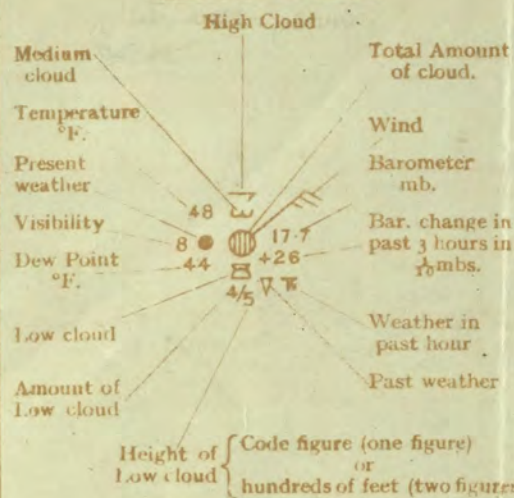 High Cloud
Medium
cloud
Total Amount
of cloud.
Temperature
°F.
Wind
Present
weather
Barometer
mb.
48
Visibility
8
17·7
Bar. change in
past 3 hours in
1/10 mbs.
+26
Dew Point
°F.
44
4/5
Low cloud
Weather in
past hour
Amount of
Low cloud
Past weather
Height of
Low cloud
Code figure (one figure)
or
hundreds of feet (two figures